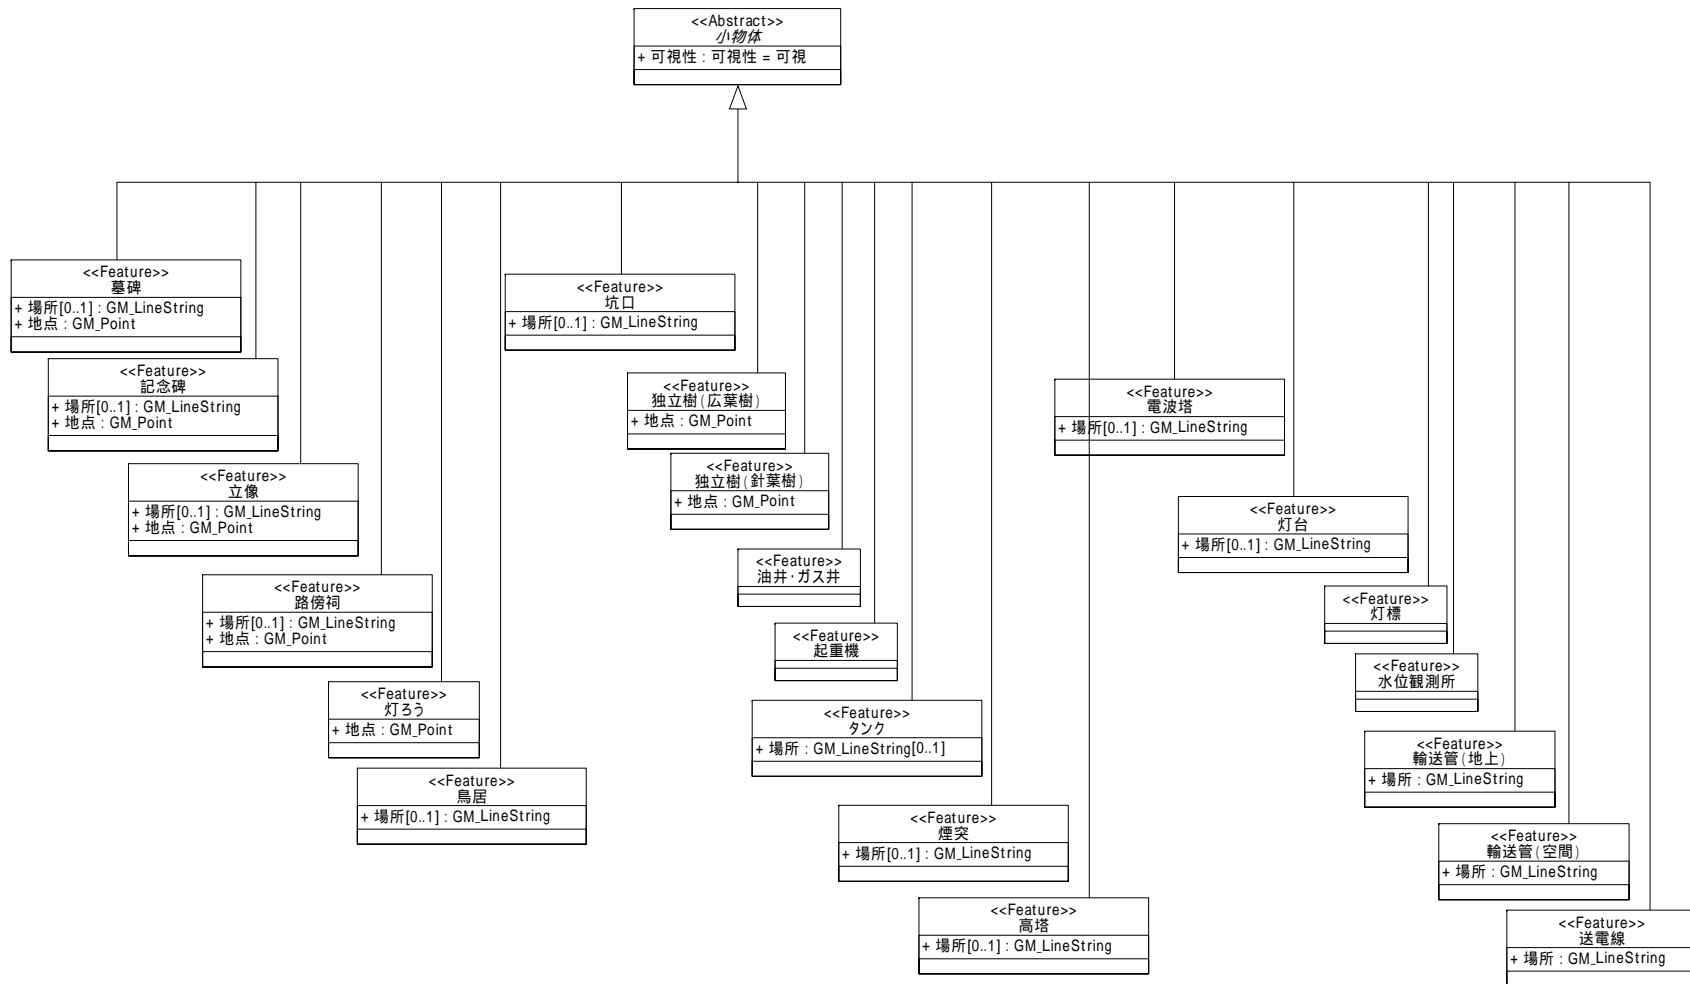 <<Abstract>>
小物体
+ 可視性 : 可視性 = 可視
<<Feature>>
墓碑
+ 場所[0..1] : GM_LineString
+ 地点 : GM_Point
<<Feature>>
記念碑
+ 場所[0..1] : GM_LineString
+ 地点 : GM_Point
<<Feature>>
立像
+ 場所[0..1] : GM_LineString
+ 地点 : GM_Point
<<Feature>>
路傍祠
+ 場所[0..1] : GM_LineString
+ 地点 : GM_Point
<<Feature>>
灯ろう
+ 地点 : GM_Point
<<Feature>>
鳥居
+ 場所[0..1] : GM_LineString
<<Feature>>
坑口
+ 場所[0..1] : GM_LineString
<<Feature>>
独立樹(広葉樹)
+ 地点 : GM_Point
<<Feature>>
独立樹(針葉樹)
+ 地点 : GM_Point
<<Feature>>
油井・ガス井
<<Feature>>
起重機
<<Feature>>
タンク
+ 場所 : GM_LineString[0..1]
<<Feature>>
煙突
+ 場所[0..1] : GM_LineString
<<Feature>>
高塔
+ 場所[0..1] : GM_LineString
<<Feature>>
電波塔
+ 場所[0..1] : GM_LineString
<<Feature>>
灯台
+ 場所[0..1] : GM_LineString
<<Feature>>
灯標
<<Feature>>
水位観測所
<<Feature>>
輸送管(地上)
+ 場所 : GM_LineString
<<Feature>>
輸送管(空間)
+ 場所 : GM_LineString
<<Feature>>
送電線
+ 場所 : GM_LineString